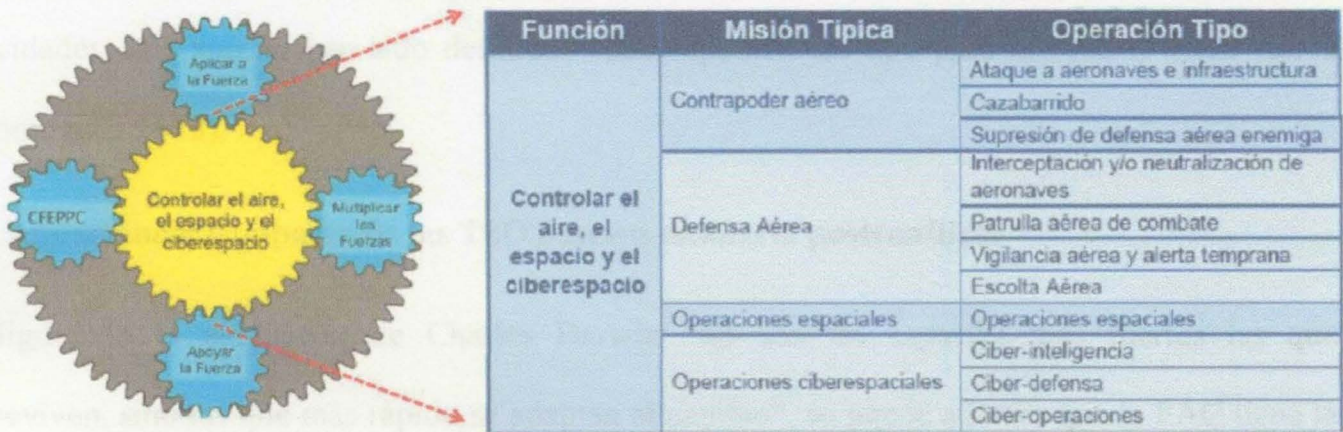 Aplicar a
la Fuerza
CFEPPC
Controlar el aire,
el espacio y el
ciberespacio
Multiplicar
las
Fuerzas
Apoyar
la Fuerza
Función
Misión Típica
Operación Tipo
Controlar el
aire, el
espacio y el
ciberespacio
Contrapoder aéreo
Ataque a aeronaves e infraestructura
Cazabarrido
Supresión de defensa aérea enemiga
Defensa Aérea
Interceptación y/o neutralización de
aeronaves
Patrulla aérea de combate
Vigilancia aérea y alerta temprana
Escolta Aérea
Operaciones espaciales
Operaciones espaciales
Operaciones ciberespaciales
Ciber-inteligencia
Ciber-defensa
Ciber-operaciones